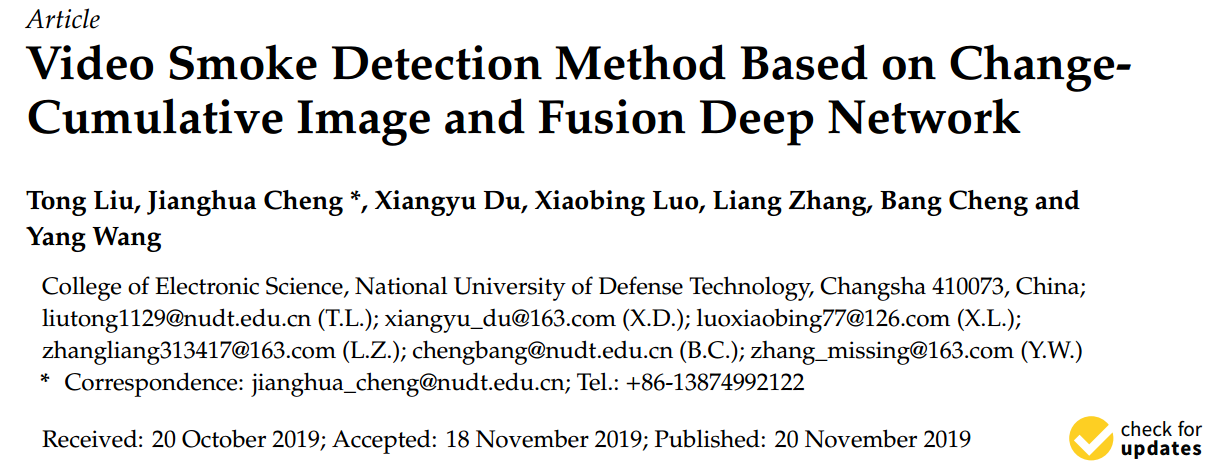 Article
Video Smoke Detection Method Based on Change-
Cumulative Image and Fusion Deep Network
Tong Liu, Jianghua Cheng *, Xiangyu Du, Xiaobing Luo, Liang Zhang, Bang Cheng and
Yang Wang
College of Electronic Science, National University of Defense Technology, Changsha 410073, China;
liutong1129@nudt.edu.cn (T.L.); xiangyu_du@163.com (X.D.); luoxiaobing77@126.com (X.L.);
zhangliang313417@163.com (L.Z.); chengbang@nudt.edu.cn (B.C.); zhang_missing@163.com (Y.W.)
* Correspondence: jianghua_cheng@nudt.edu.cn; Tel.: +86-13874992122
Received: 20 October 2019; Accepted: 18 November 2019; Published: 20 November 2019
check for
updates